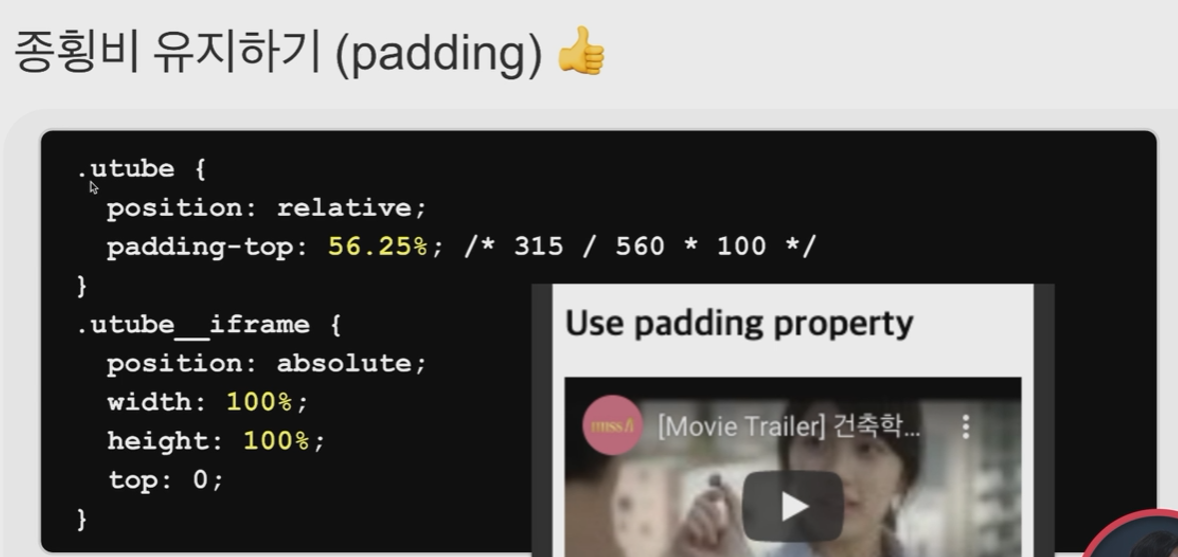 종횡비 유지하기 (padding) 👍
.utube {
position: relative;
padding-top: 56.25%; /* 315 / 560 * 100 */
}
.utube__iframe {
position: absolute;
width: 100%;
height: 100%;
top: 0;
}
Use padding property
miss A
[Movie Trailer] 건축학...